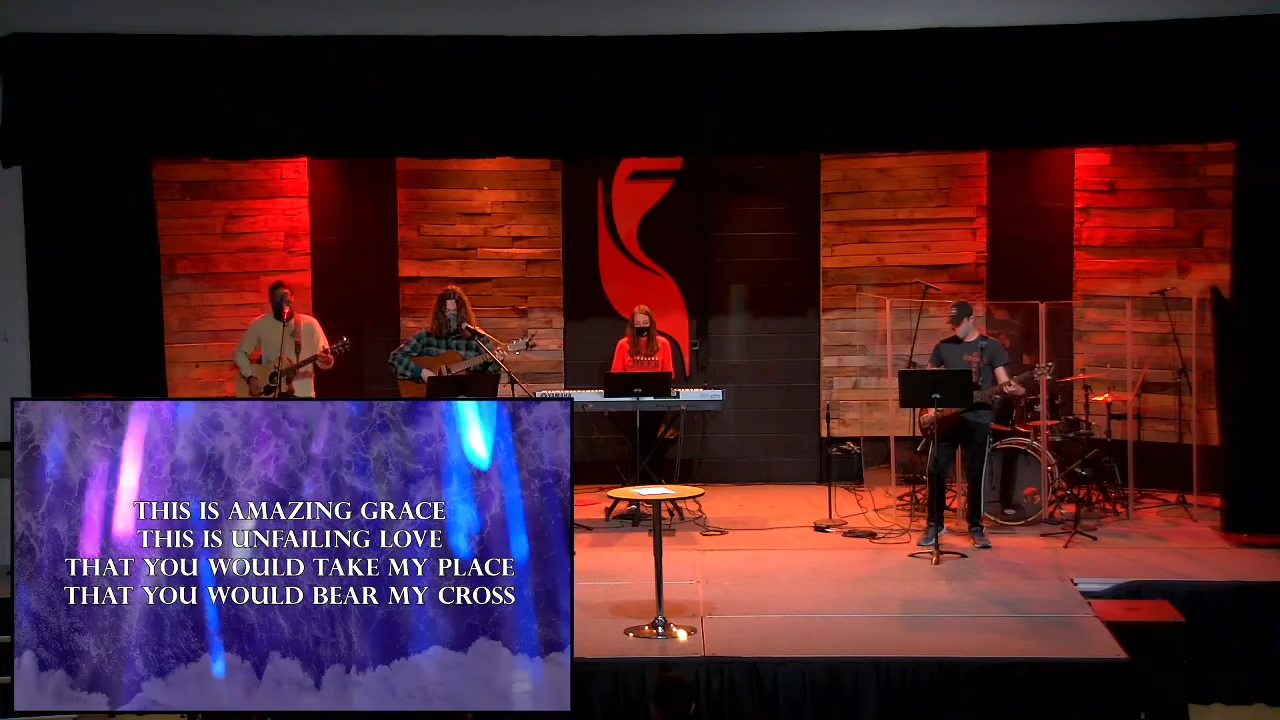 YAMAHA
THIS IS AMAZING GRACE
THIS IS UNFAILING LOVE
THAT YOU WOULD TAKE MY PLACE
THAT YOU WOULD BEAR MY CROSS